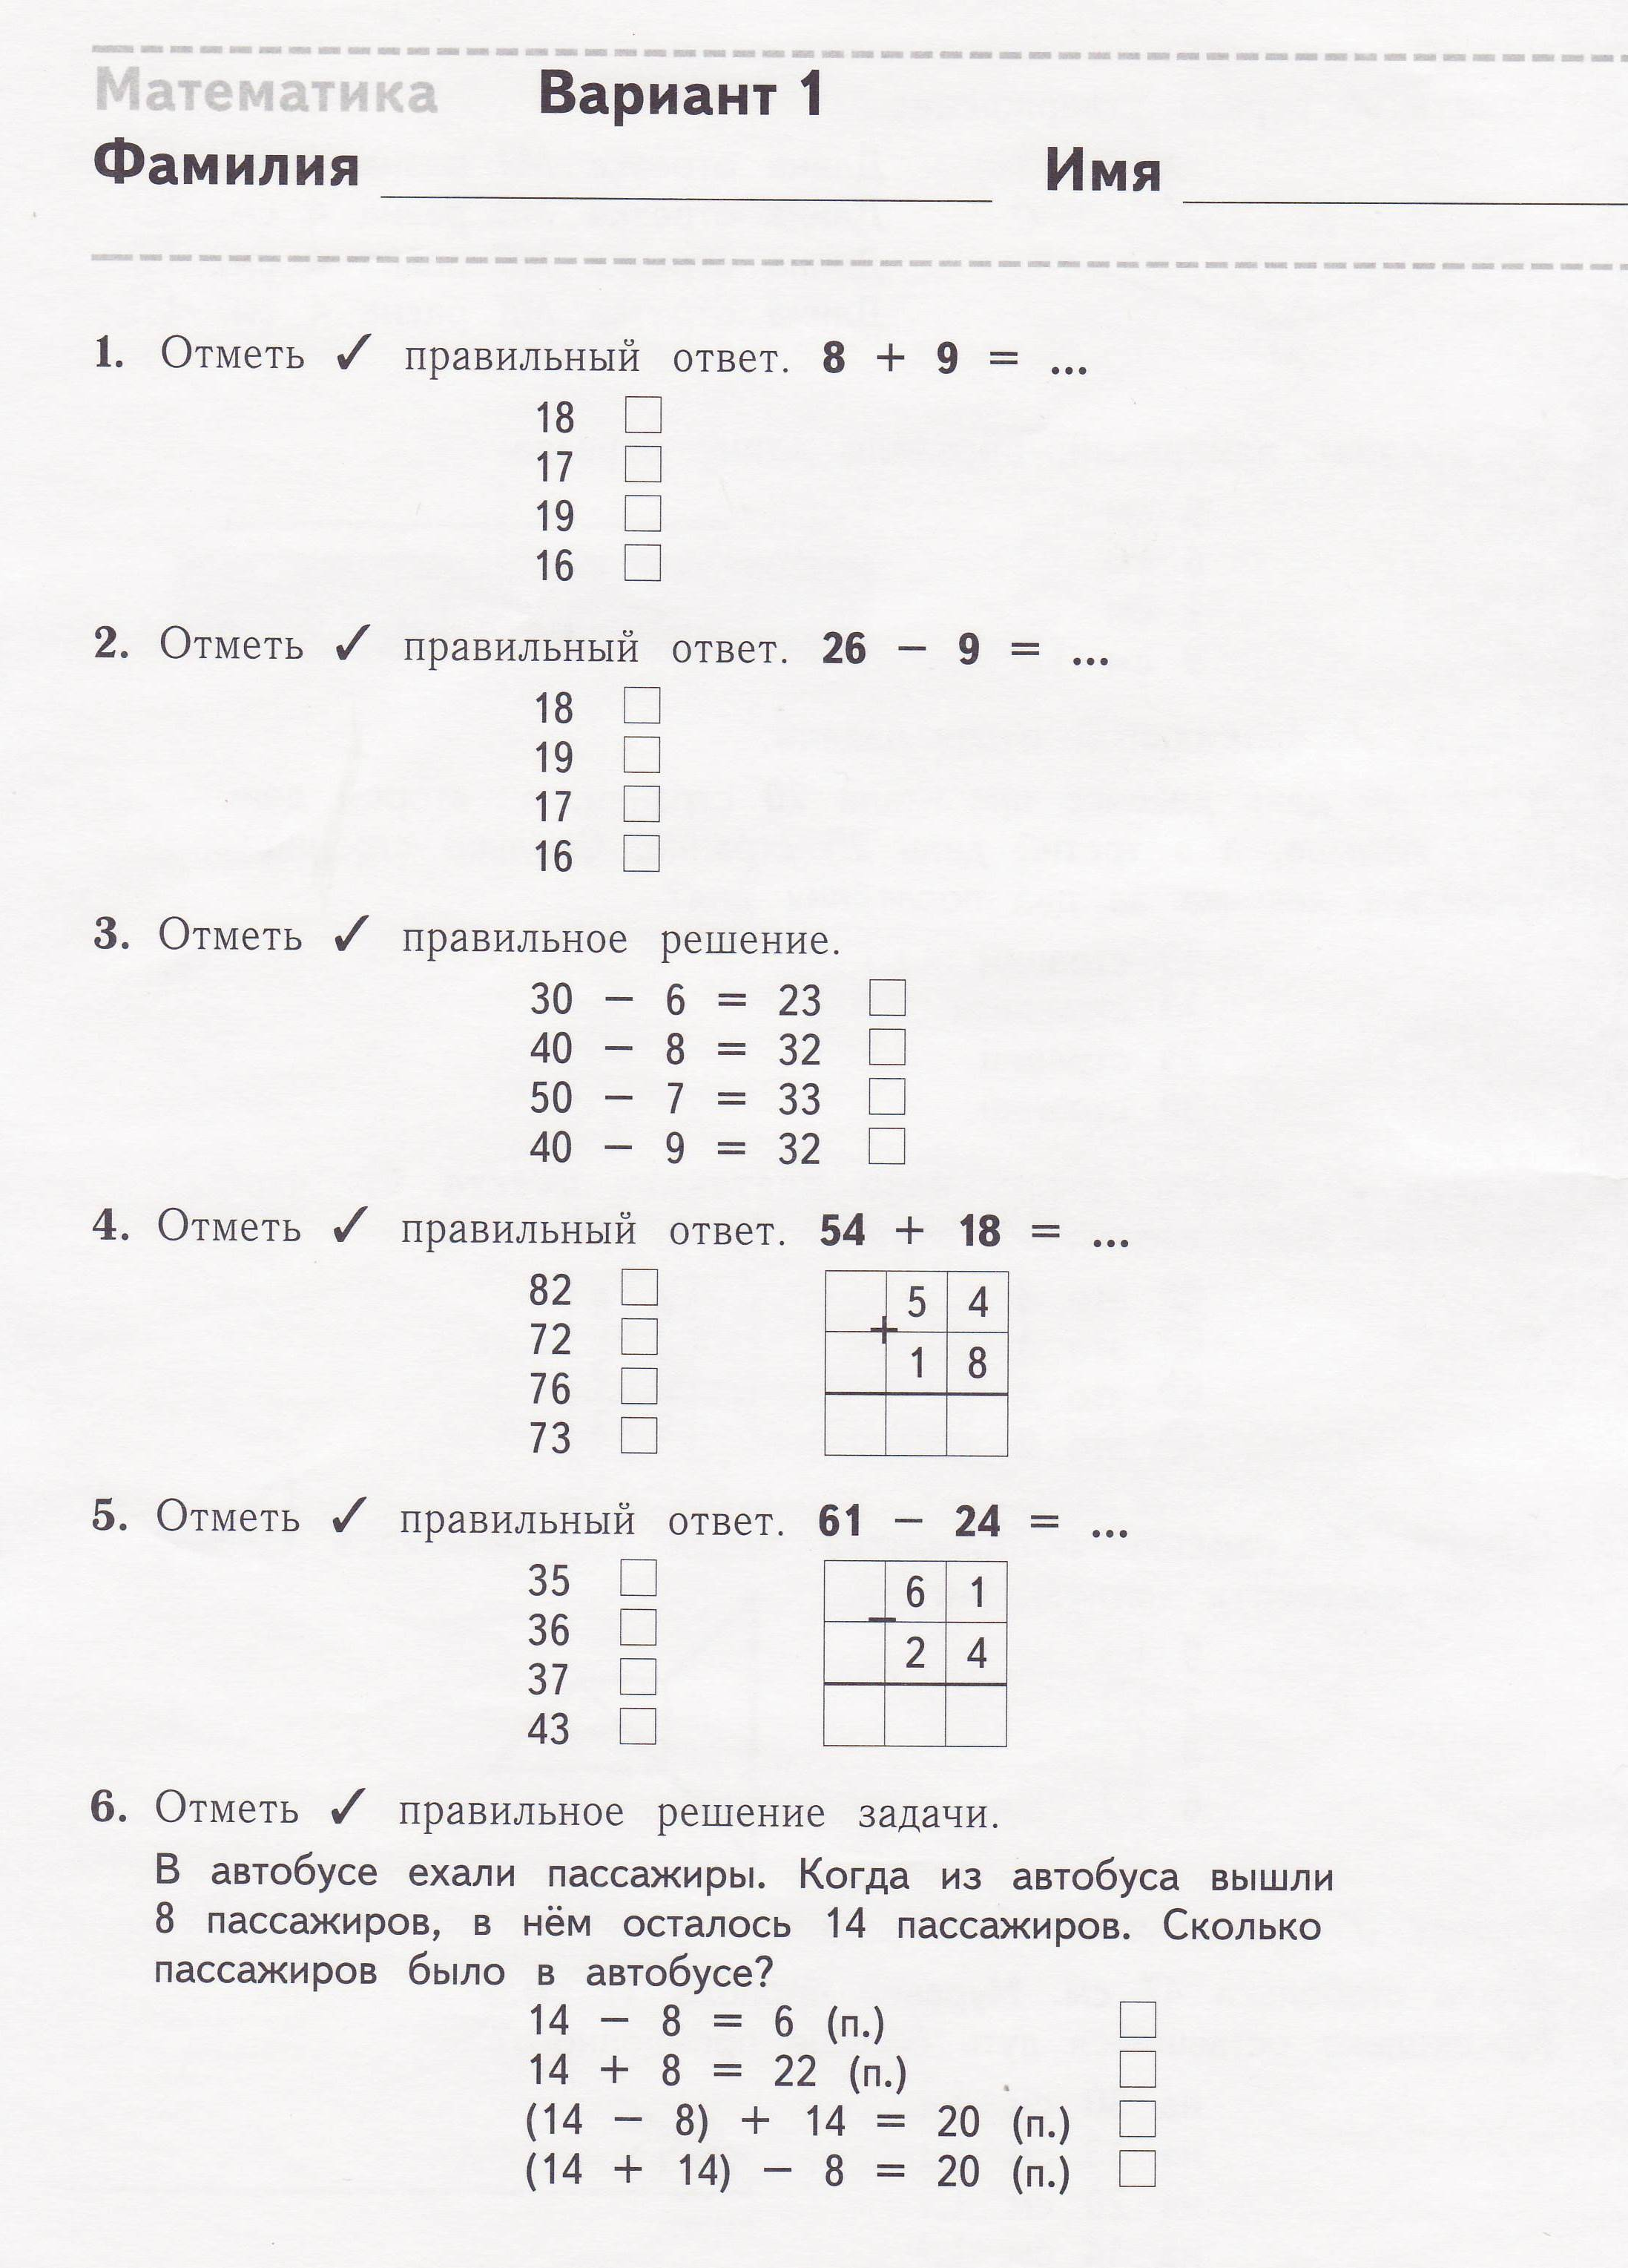 Математика Вариант 1
Фамилия Имя
1. Отметь ✓ правильный ответ. 8 + 9 = ...
18
17
19
16
2. Отметь ✓ правильный ответ. 26 − 9 = ...
18
19
17
16
3. Отметь ✓ правильное решение.
30 − 6 = 23
40 − 8 = 32
50 − 7 = 33
40 − 9 = 32
4. Отметь ✓ правильный ответ. 54 + 18 = ...
82
72
76
73
5 4
+
1 8
5. Отметь ✓ правильный ответ. 61 − 24 = ...
35
36
37
43
6 1
−
2 4
6. Отметь ✓ правильное решение задачи.
В автобусе ехали пассажиры. Когда из автобуса вышли
8 пассажиров, в нём осталось 14 пассажиров. Сколько
пассажиров было в автобусе?
14 − 8 = 6 (п.)
14 + 8 = 22 (п.)
(14 − 8) + 14 = 20 (п.)
(14 + 14) − 8 = 20 (п.)